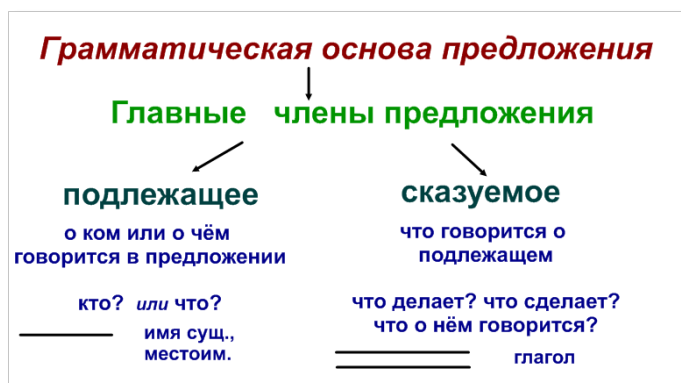 Грамматическая основа предложения
Главные члены предложения
подлежащее
о ком или о чём
говорится в предложении
кто? или что?
имя сущ.,
местоим.
сказуемое
что говорится о
подлежащем
что делает? что сделает?
что о нём говорится?
глагол